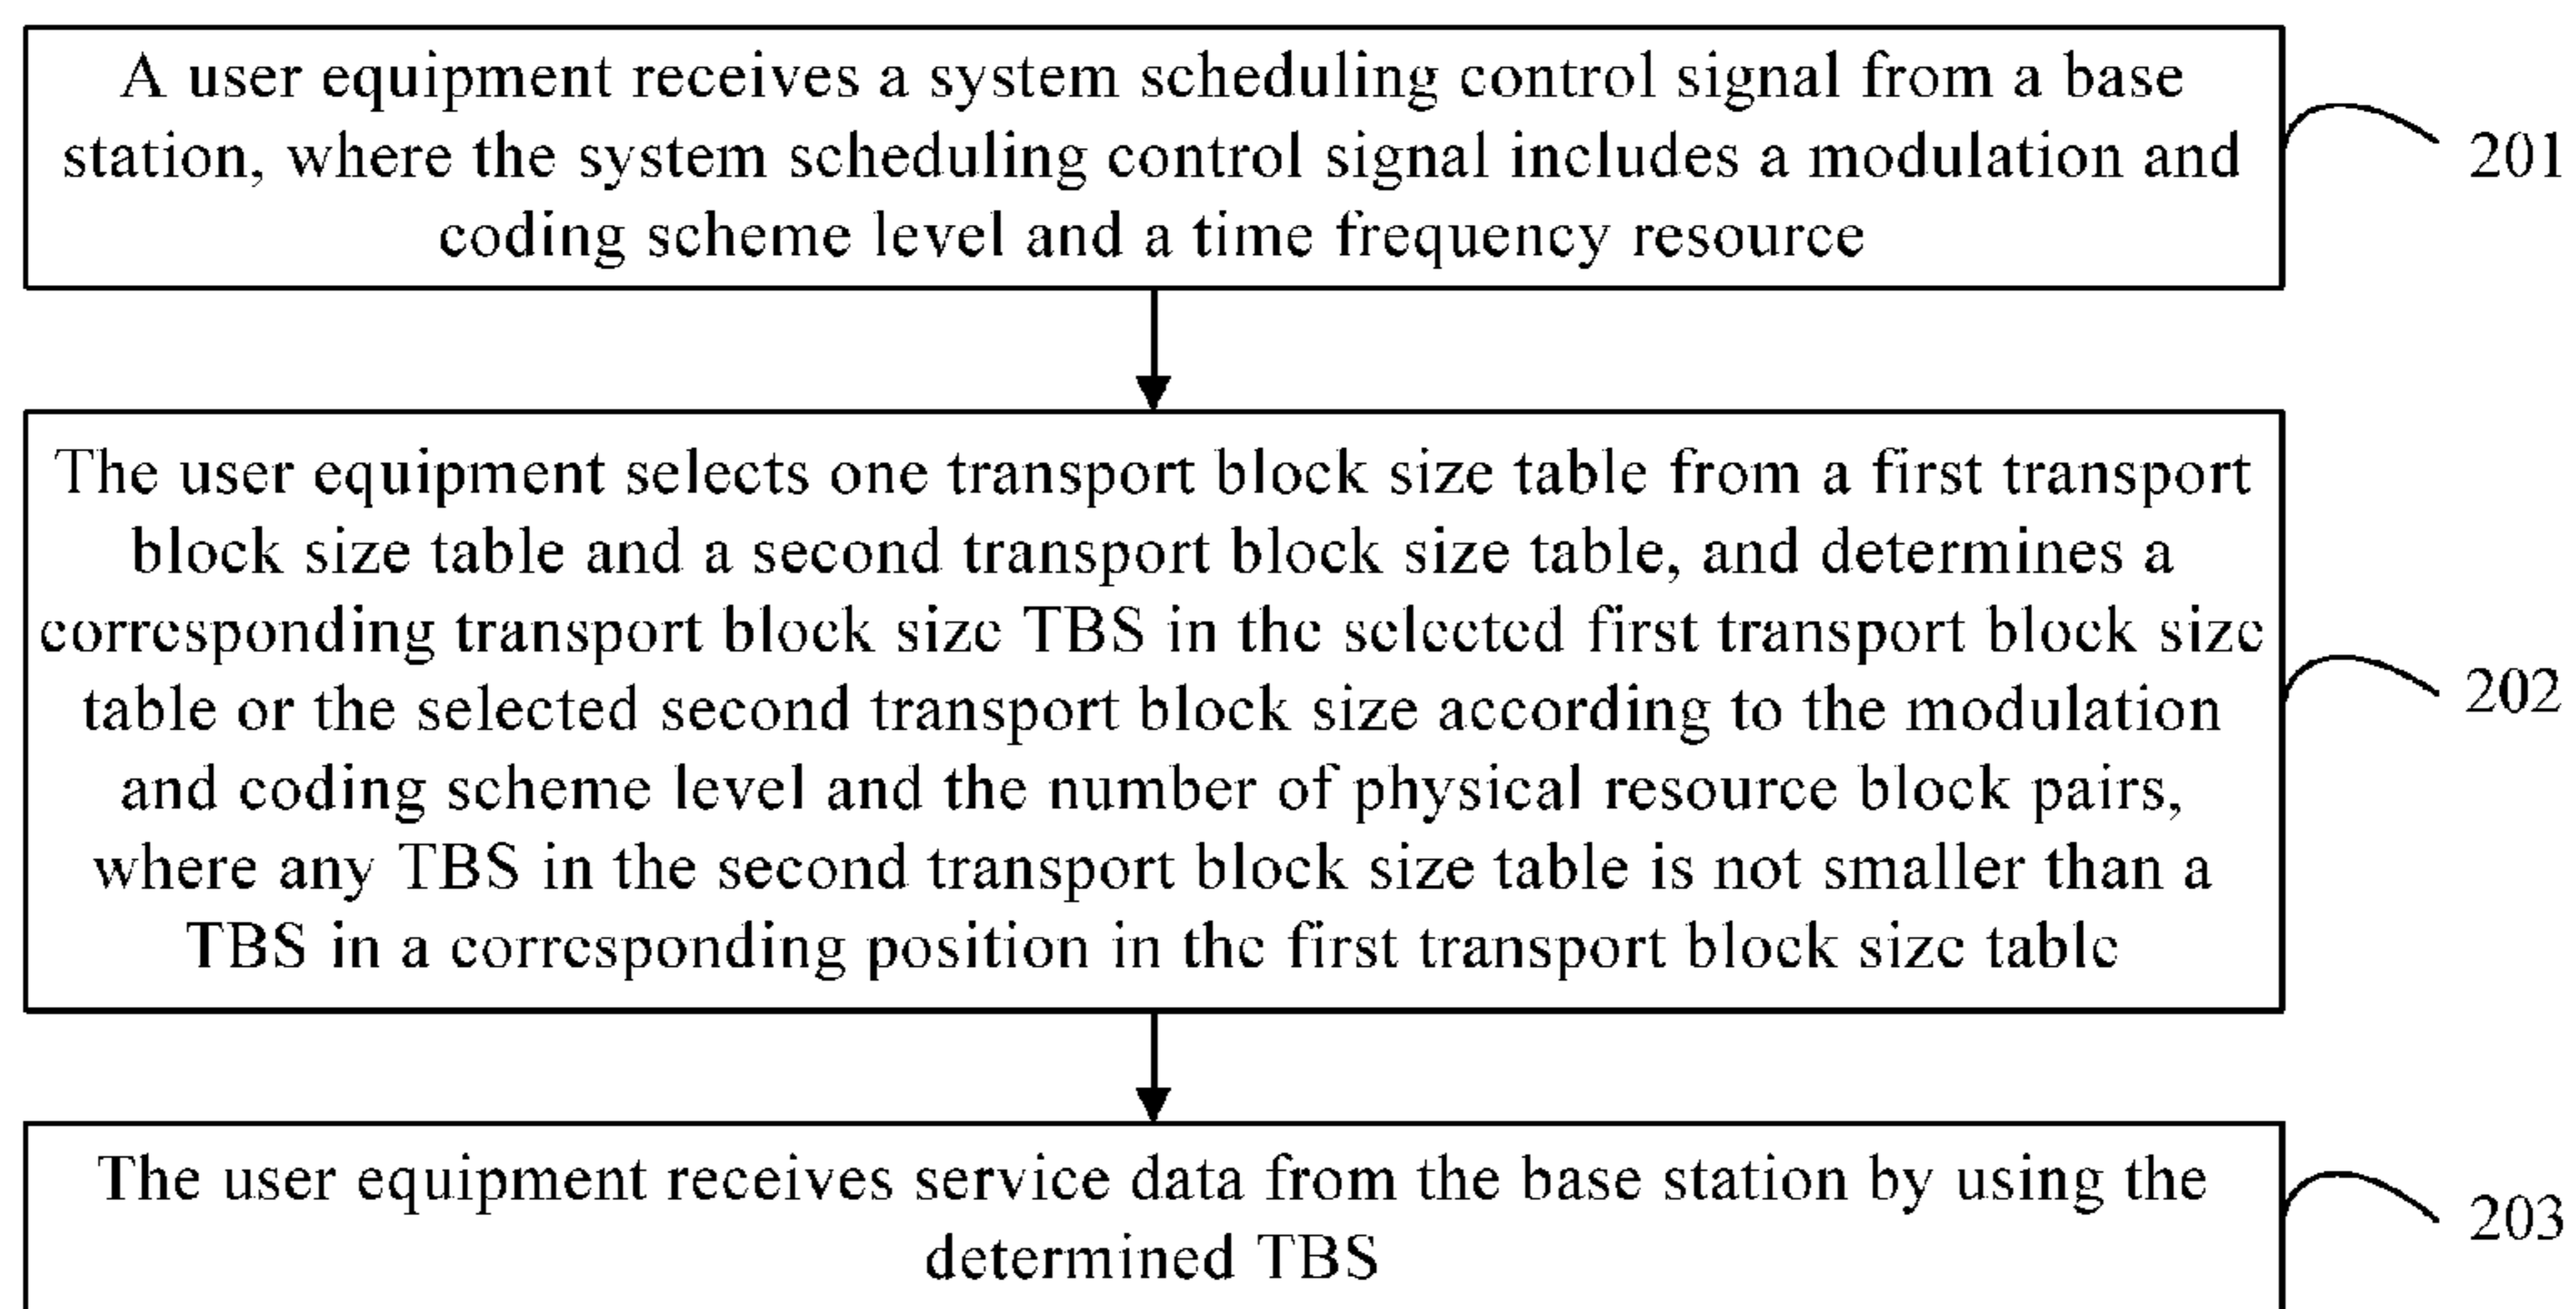 A user equipment receives a system scheduling control signal from a base
station, where the system scheduling control signal includes a modulation and
coding scheme level and a time frequency resource
201
The user equipment selects one transport block size table from a first transport
block size table and a second transport block size table, and determines a
corresponding transport block size TBS in the selected first transport block size
table or the selected second transport block size according to the modulation
and coding scheme level and the number of physical resource block pairs,
where any TBS in the second transport block size table is not smaller than a
TBS in a corresponding position in the first transport block size table
202
The user equipment receives service data from the base station by using the
determined TBS
203